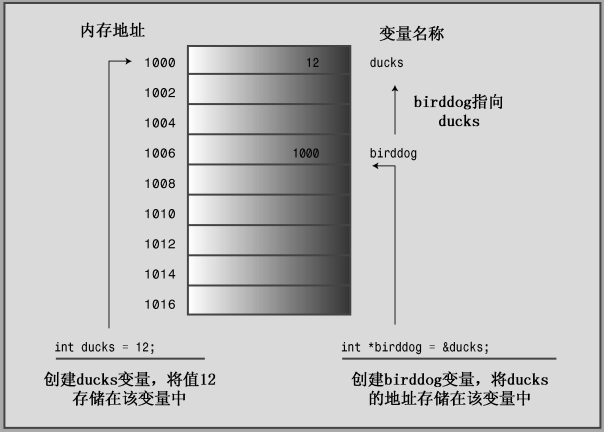 内存地址
变量名称
1000 12 ducks
1002
1004
birddog指向
ducks
1006 1000 birddog
1008
1010
1012
1014
1016
int ducks = 12;
创建ducks变量，将值12
存储在该变量中
int *birddog = &ducks;
创建birddog变量，将ducks
的地址存储在该变量中